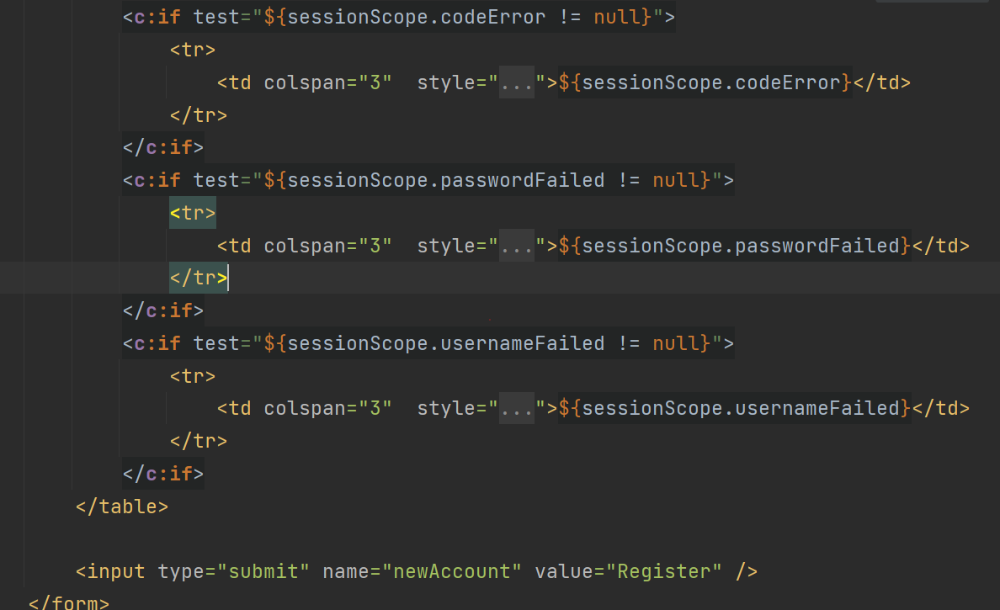 <c:if test="${sessionScope.codeError != null}">
<tr>
<td colspan="3"  style="...">${sessionScope.codeError}</td>
</tr>
</c:if>
<c:if test="${sessionScope.passwordFailed != null}">
<tr>
<td colspan="3"  style="...">${sessionScope.passwordFailed}</td>
</tr>
</c:if>
<c:if test="${sessionScope.usernameFailed != null}">
<tr>
<td colspan="3"  style="...">${sessionScope.usernameFailed}</td>
</tr>
</c:if>
</table>
<input type="submit" name="newAccount" value="Register" />
</form>